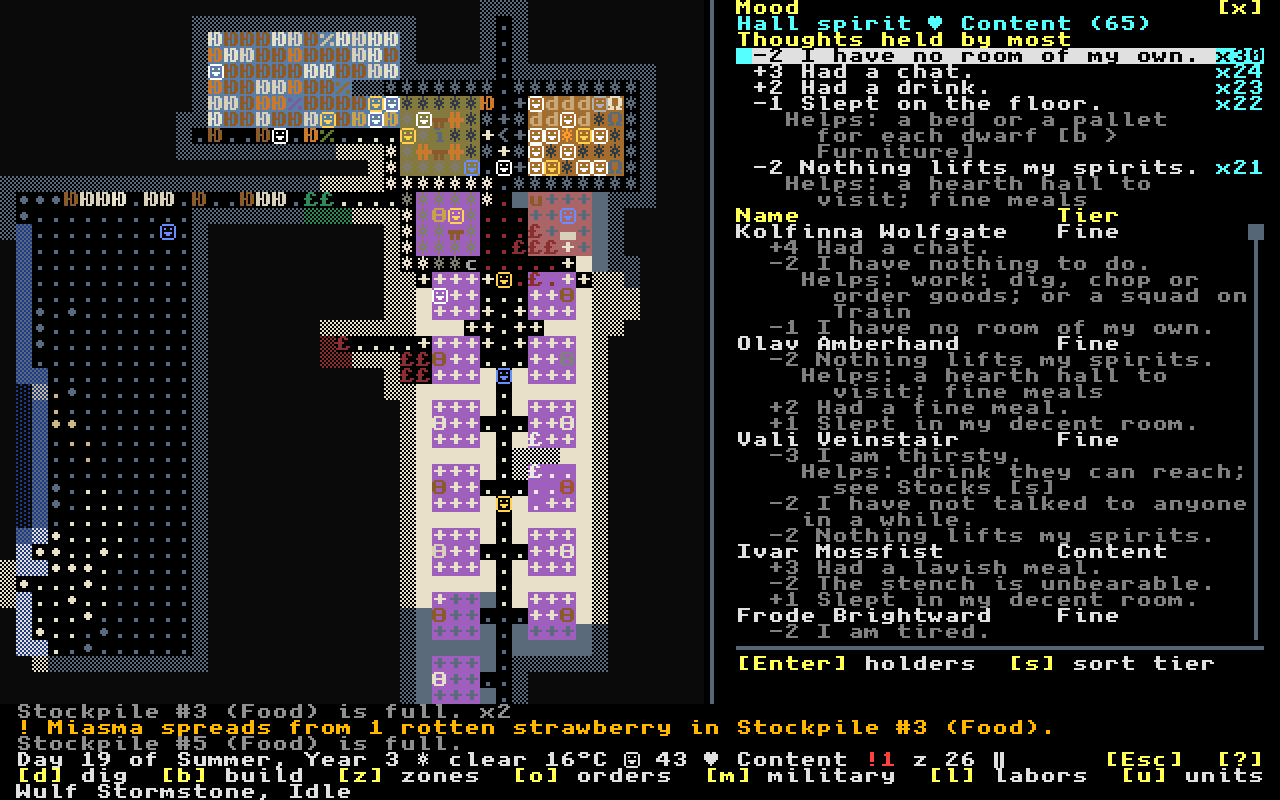 Mood [x]
Hall spirit ♥ Content (65)
Thoughts held by most
-2 I have no room of my own. x30
+3 Had a chat. x24
+2 Had a drink. x23
-1 Slept on the floor. x22
Helps: a bed or a pallet
for each dwarf [b >
Furniture]
-2 Nothing lifts my spirits. x21
Helps: a hearth hall to
visit; fine meals
Name Tier
Kolfinna Wolfgate Fine
+4 Had a chat.
-2 I have nothing to do.
Helps: work: dig, chop or
order goods; or a squad on
Train
-1 I have no room of my own.
Olav Amberhand Fine
-2 Nothing lifts my spirits.
Helps: a hearth hall to
visit; fine meals
+2 Had a fine meal.
+1 Slept in my decent room.
Vali Veinstair Fine
-3 I am thirsty.
Helps: drink they can reach;
see Stocks [s]
-2 I have not talked to anyone
in a while.
-2 Nothing lifts my spirits.
Ivar Mossfist Content
+3 Had a lavish meal.
-2 The stench is unbearable.
+1 Slept in my decent room.
Frode Brightward Fine
-2 I am tired.
[Enter] holders [s] sort tier
Stockpile #3 (Food) is full. x2
! Miasma spreads from 1 rotten strawberry in Stockpile #3 (Food).
Stockpile #5 (Food) is full.
Day 19 of Summer, Year 3 * clear 16°C ☺ 43 ♥ Content !1 z 26 ‖ [Esc] [?]
[d] dig [b] build [z] zones [o] orders [m] military [l] labors [u] units
Wulf Stormstone, Idle